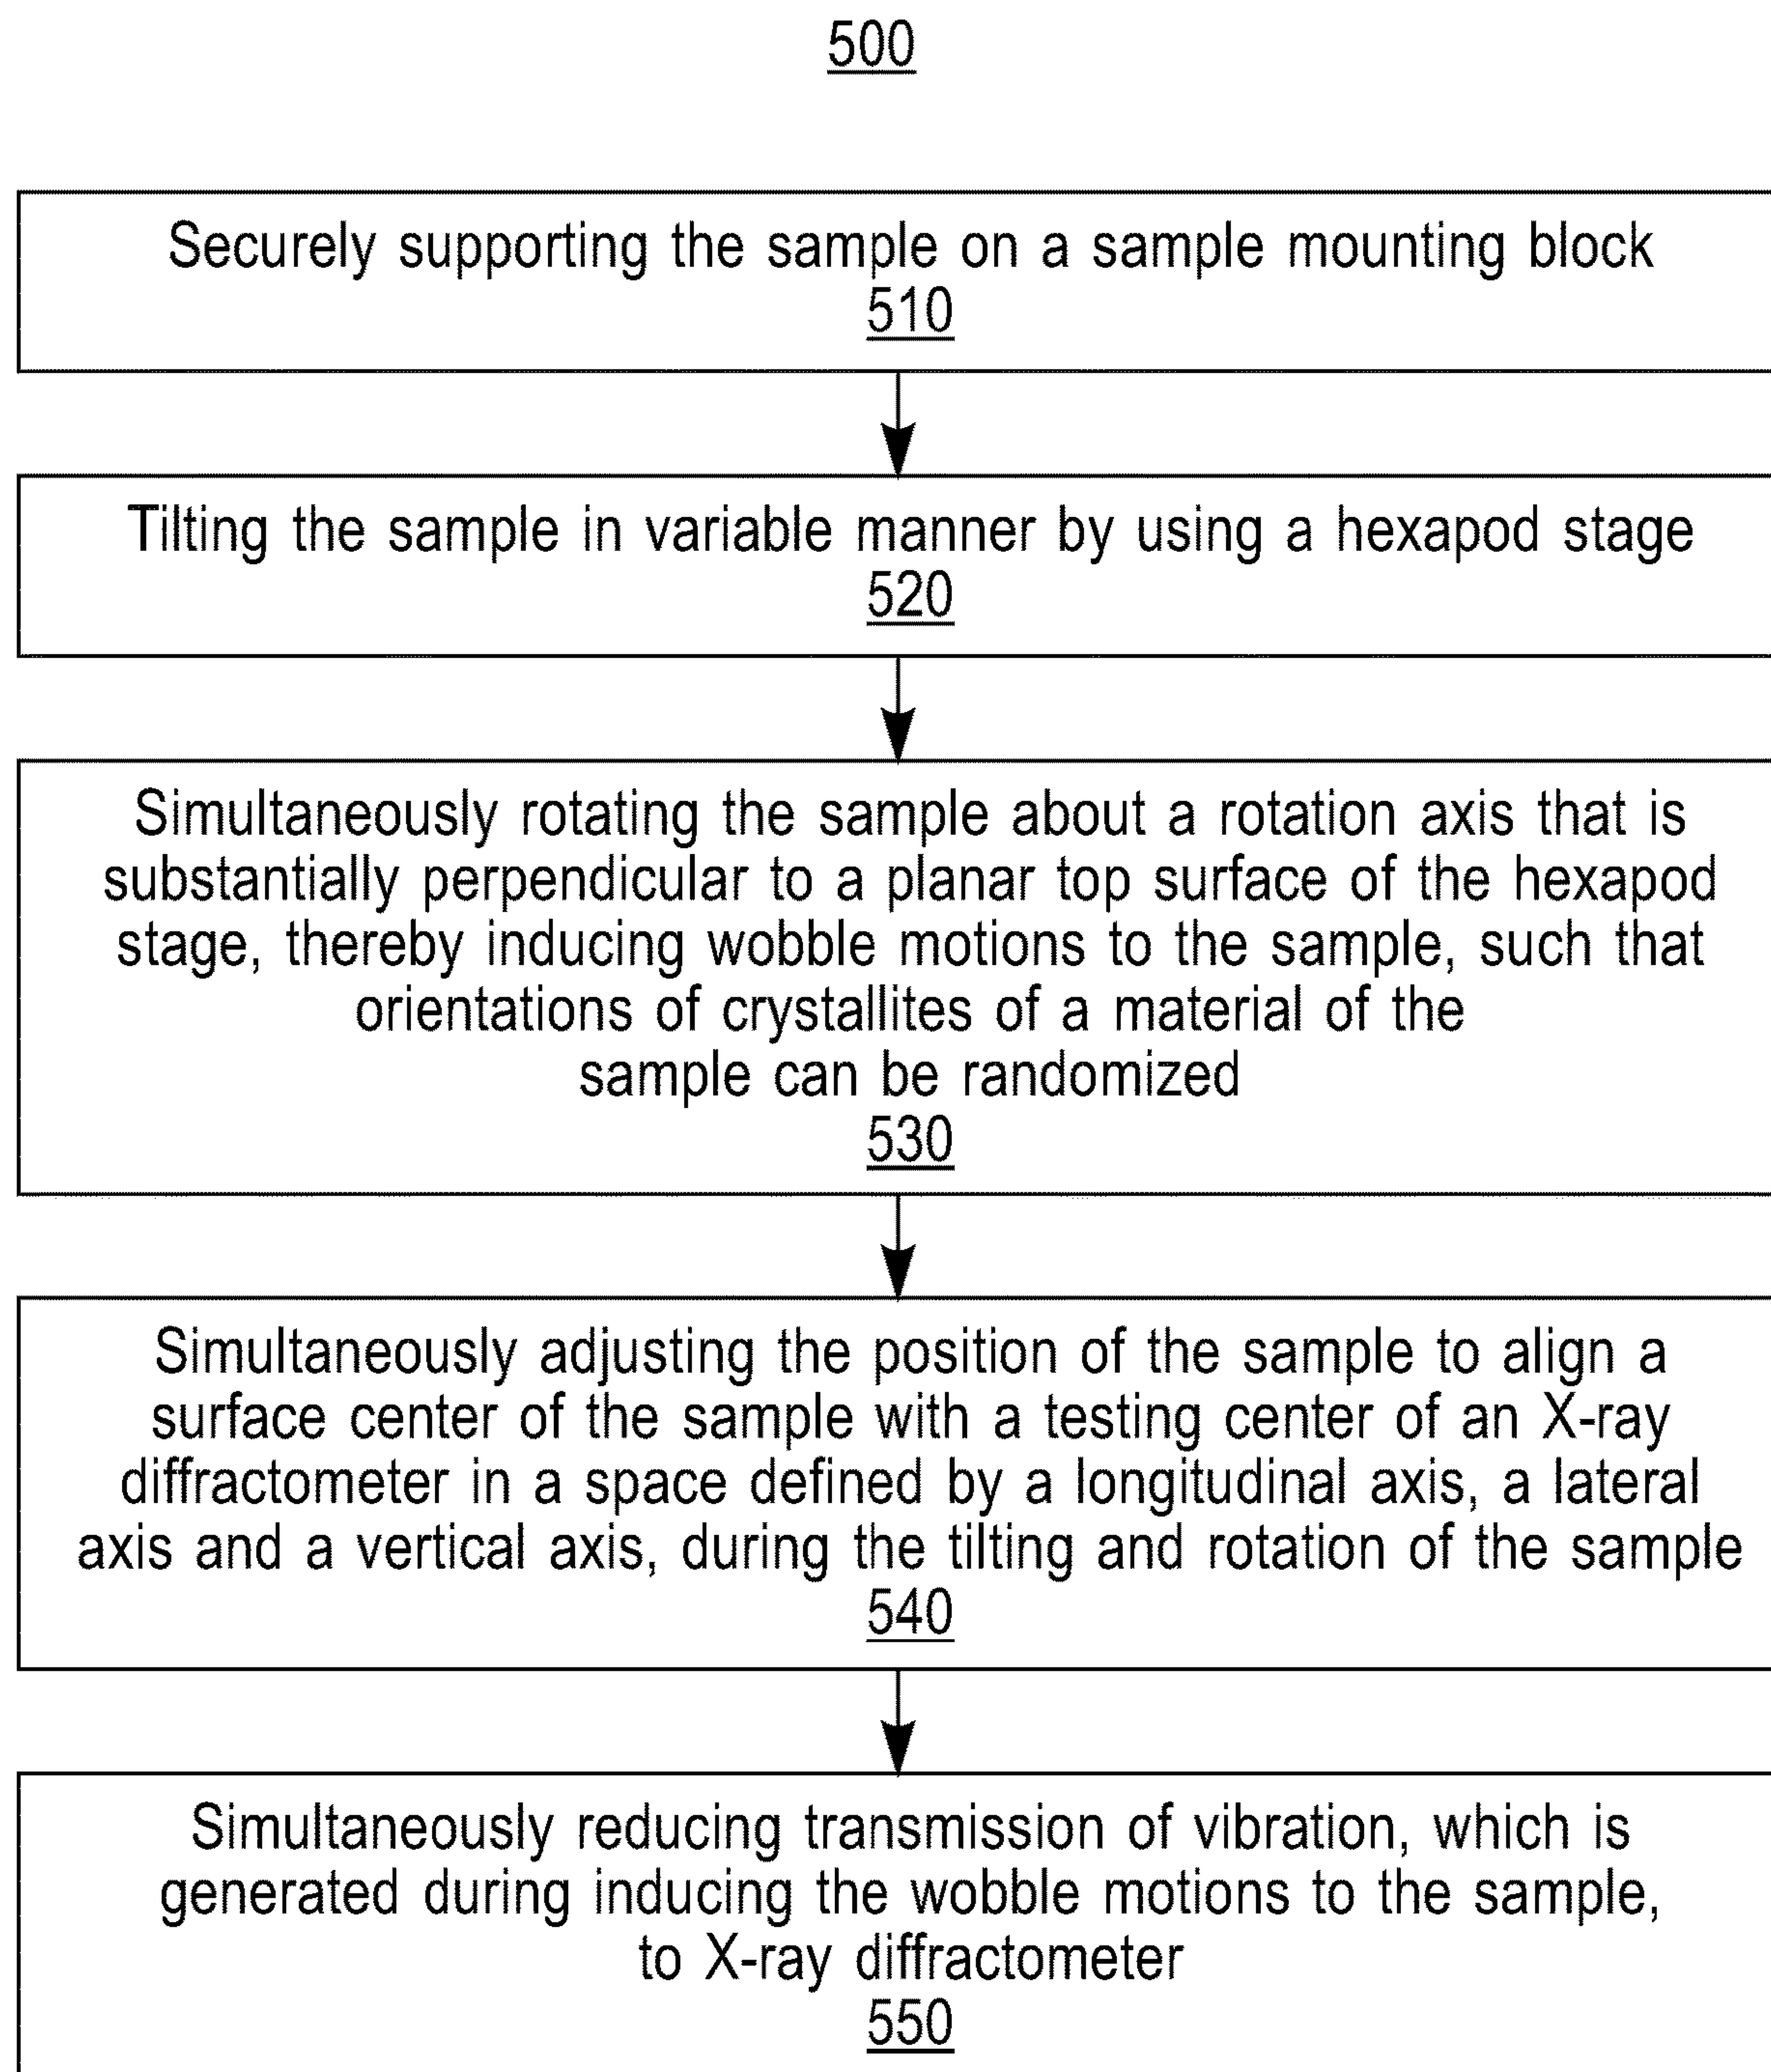 500
Securely supporting the sample on a sample mounting block
510
Tilting the sample in variable manner by using a hexapod stage
520
Simultaneously rotating the sample about a rotation axis that is
substantially perpendicular to a planar top surface of the hexapod
stage, thereby inducing wobble motions to the sample, such that
orientations of crystallites of a material of the
sample can be randomized
530
Simultaneously adjusting the position of the sample to align a
surface center of the sample with a testing center of an X-ray
diffractometer in a space defined by a longitudinal axis, a lateral
axis and a vertical axis, during the tilting and rotation of the sample
540
Simultaneously reducing transmission of vibration, which is
generated during inducing the wobble motions to the sample,
to X-ray diffractometer
550